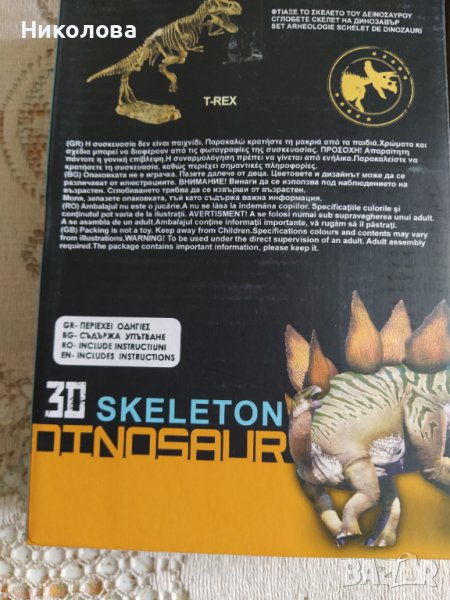 Николова
ΦΤΙΑΞΕ ΤΟ ΣΚΕΛΕΤΟ ΤΟΥ ΔΕΙΝΟΣΑΥΡΟΥ
СГЛОБЕТЕ СКЕЛЕТ НА ДИНОЗАВЪР
SET ARHEOLOGIE SCHELET DE DINOZAURI
T-REX
(GR) Η συσκευασία δεν είναι παιχνίδι. Παρακαλώ κρατήστε τη μακριά από τα παιδιά. Χρώματα και
σχέδιο μπορεί να διαφέρουν από τις φωτογραφίες της συσκευασίας. ΠΡΟΣΟΧΗ! Απαραίτητη
πάντοτε η γονική επίβλεψη. Η συναρμολόγηση πρέπει να γίνεται από ενήλικα. Παρακαλείστε να
κρατήσετε τη συσκευασία, καθώς περιέχει σημαντικές πληροφορίες.
(BG) Опаковката не е играчка. Пазете далече от деца. Цветовете и дизайнът може да се
различават от илюстрациите. ВНИМАНИЕ! Винаги да се използва под наблюдението на
възрастен. Сглобяването трябва да се извърши от възрастен.
Моля, запазете опаковката, тъй като съдържа важна информация.
(RO) Ambalajul nu este o jucărie.A nu se lăsa la îndemâna copiilor. Specificaţiile culorile şi
conţinutul pot varia de la ilustraţii. AVERTISMENT! A se folosi numai sub supravegherea unui adult.
A se asambla de un adult.Ambalajul conţine informaţii importante, vă rugăm să îl păstraţi.
(GB) Packing is not a toy. Keep away from Children.Specifications colours and contents may vary
from illustrations.WARNING! To be used under the direct supervision of an adult. Adult assembly
required.The package contains important information, please keep.
GR- ΠΕΡΙΕΧΕΙ ΟΔΗΓΙΕΣ
BG- СЪДЪРЖА УПЪТВАНЕ
RO- INCLUDE INSTRUCTIUNI
EN- INCLUDES INSTRUCTIONS
3D SKELETON
DINOSAUR
BAZAR